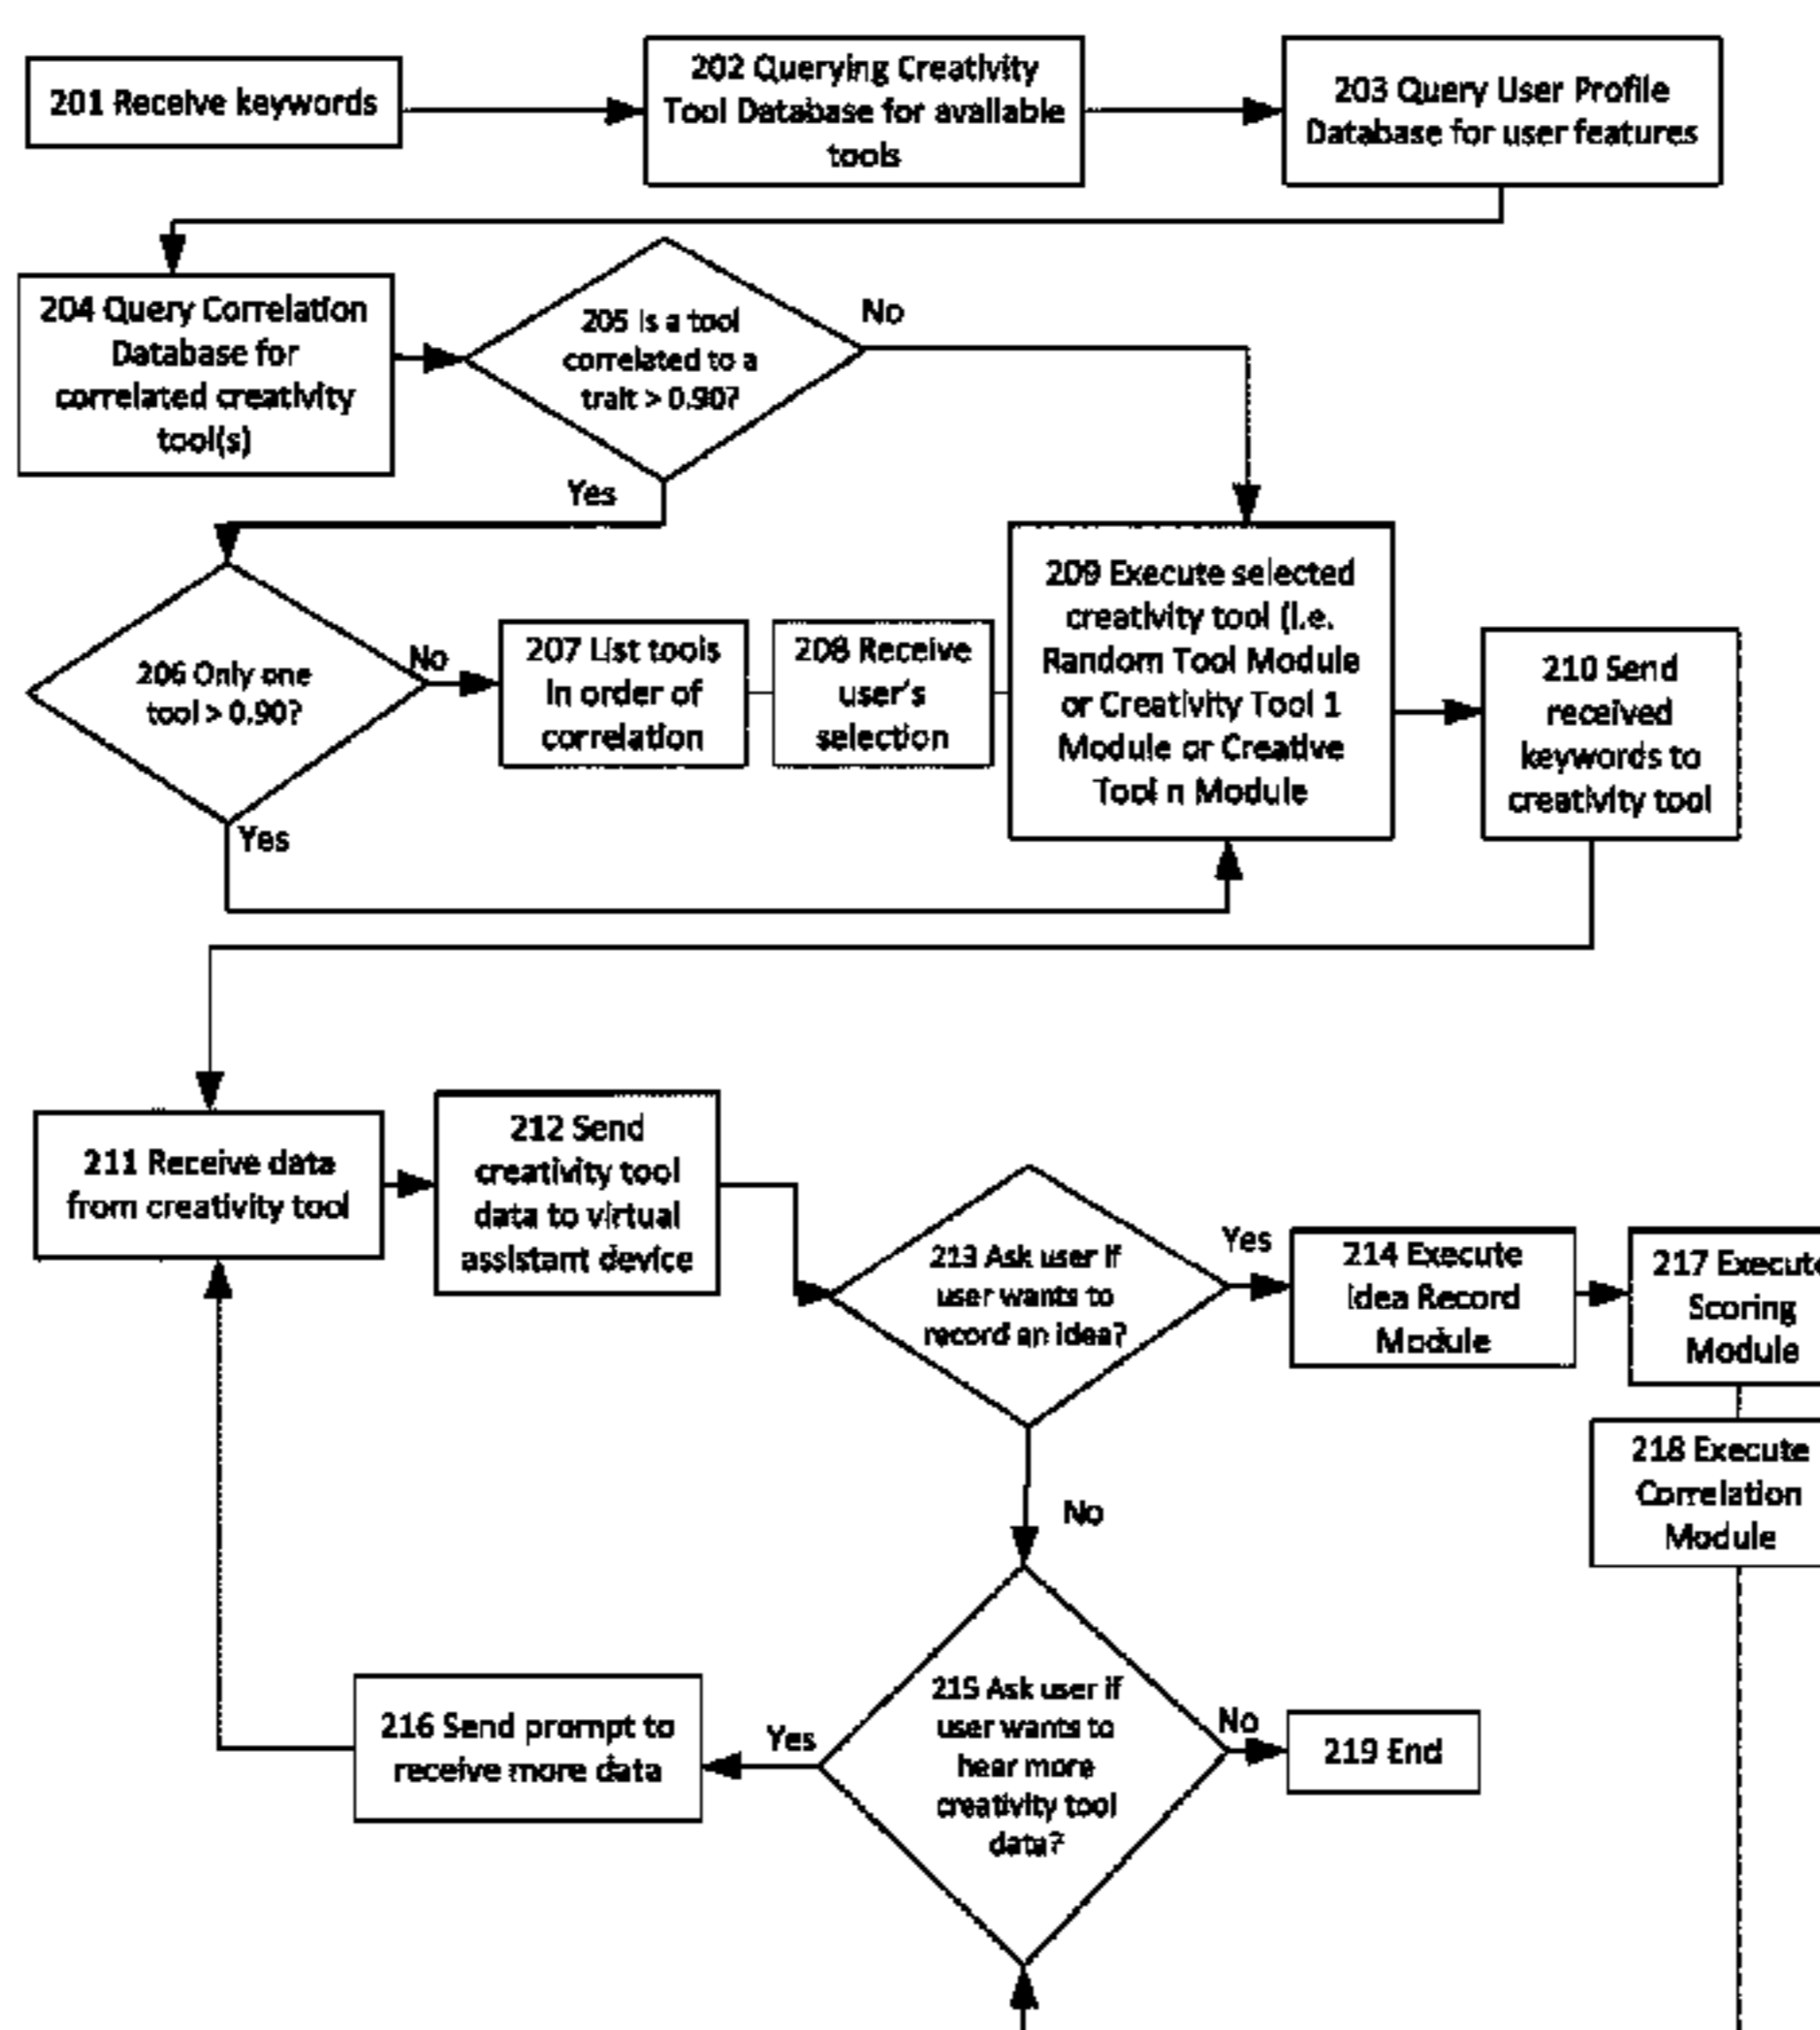 201 Receive keywords
202 Querying Creativity
Tool Database for available
tools
203 Query User Profile
Database for user features
204 Query Correlation
Database for
correlated creativity
tool(s)
205 Is a tool
correlated to a
trait > 0.90?
No
Yes
206 Only one
tool > 0.90?
No
Yes
207 List tools
in order of
correlation
208 Receive
user's
selection
209 Execute selected
creativity tool (i.e.
Random Tool Module
or Creativity Tool 1
Module or Creative
Tool n Module
210 Send
received
keywords to
creativity tool
211 Receive data
from creativity tool
212 Send
creativity tool
data to virtual
assistant device
213 Ask user if
user wants to
record an idea?
Yes
No
214 Execute
Idea Record
Module
217 Execute
Scoring
Module
218 Execute
Correlation
Module
215 Ask user if
user wants to
hear more
creativity tool
data?
Yes
No
216 Send prompt to
receive more data
219 End